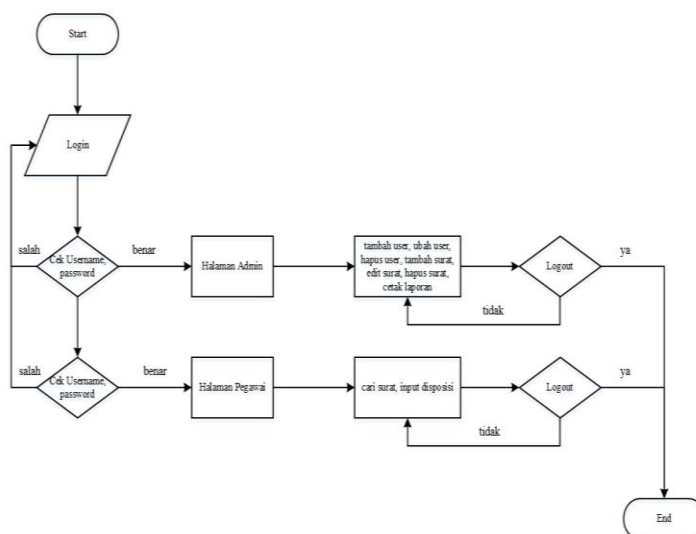 Start
Login
salah
Cek Username,
password
benar
Halaman Admin
tambah user, ubah user,
hapus user, tambah surat,
edit surat, hapus surat,
cetak laporan
Logout
ya
tidak
salah
Cek Username,
password
benar
Halaman Pegawai
cari surat, input disposisi
Logout
ya
tidak
End